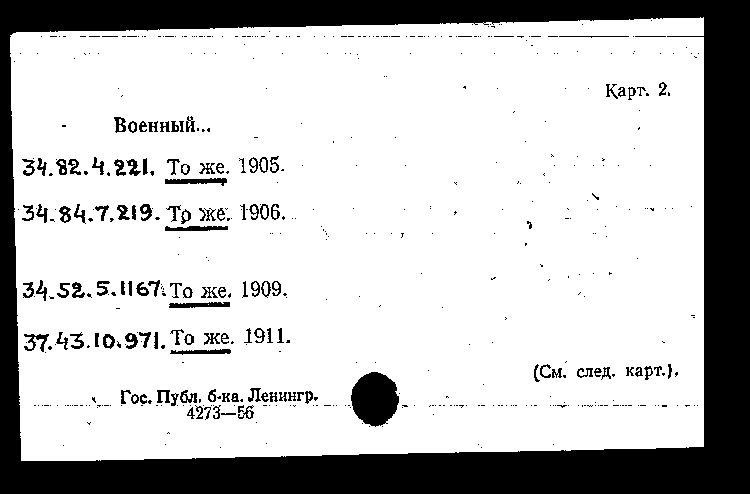 Карт. 2.
Военный...
34.82.4.221. То же. 1905.
34.84.7.219. То же. 1906.
34.52.5.1167. То же. 1909.
37.43.10.971. То же. 1911.
(См. след. карт.).
Гос. Публ. б-ка. Ленингр.
4273—56